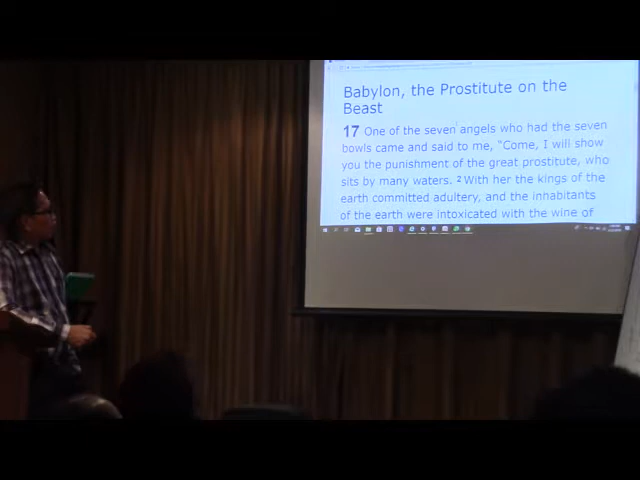 Babylon, the Prostitute on the
Beast
17 One of the seven angels who had the seven
bowls came and said to me, “Come, I will show
you the punishment of the great prostitute, who
sits by many waters. 2 With her the kings of the
earth committed adultery, and the inhabitants
of the earth were intoxicated with the wine of